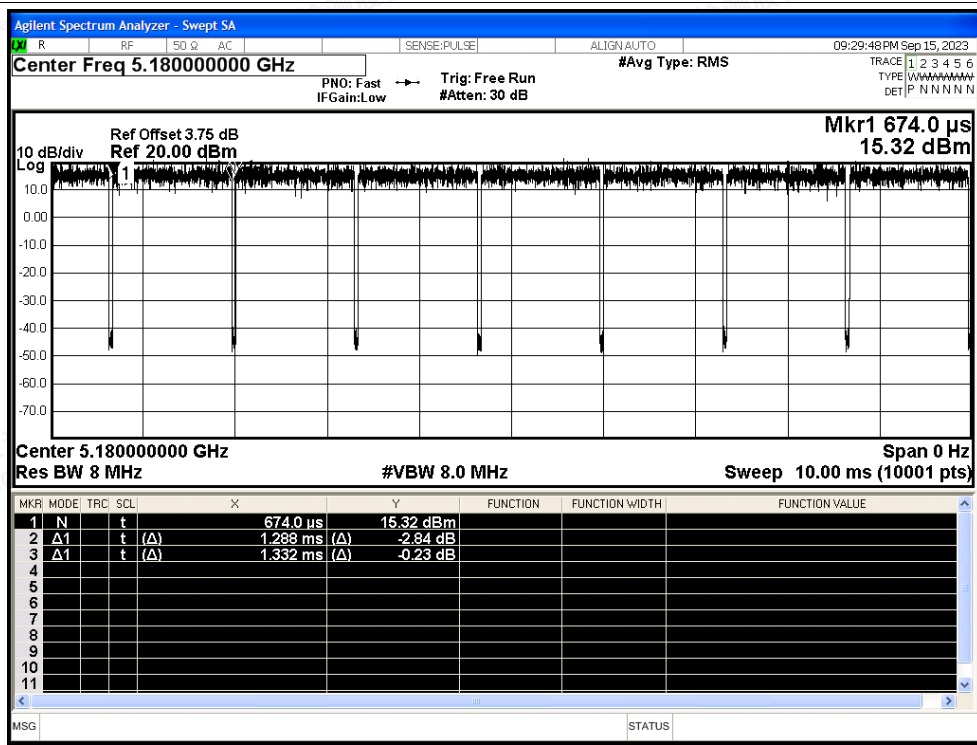 Agilent Spectrum Analyzer - Swept SA
LXI R RF 50 Ω AC SENSE:PULSE ALIGN AUTO 09:29:48 PM Sep 15, 2023
Center Freq 5.180000000 GHz
PNO: Fast
IFGain:Low
Trig: Free Run
#Atten: 30 dB
#Avg Type: RMS
TRACE 1 2 3 4 5 6
TYPE
DET P N N N N N
Mkr1 674.0 µs
15.32 dBm
Ref Offset 3.75 dB
10 dB/div Ref 20.00 dBm
Log
1
10.0
0.00
-10.0
-20.0
-30.0
-40.0
-50.0
-60.0
-70.0
Center 5.180000000 GHz Span 0 Hz
Res BW 8 MHz #VBW 8.0 MHz Sweep 10.00 ms (10001 pts)
MKR MODE TRC SCL X Y FUNCTION FUNCTION WIDTH FUNCTION VALUE
1 N t 674.0 µs 15.32 dBm
2 Δ1 t (Δ) 1.288 ms (Δ) -2.84 dB
3 Δ1 t (Δ) 1.332 ms (Δ) -0.23 dB
4
5
6
7
8
9
10
11
MSG STATUS